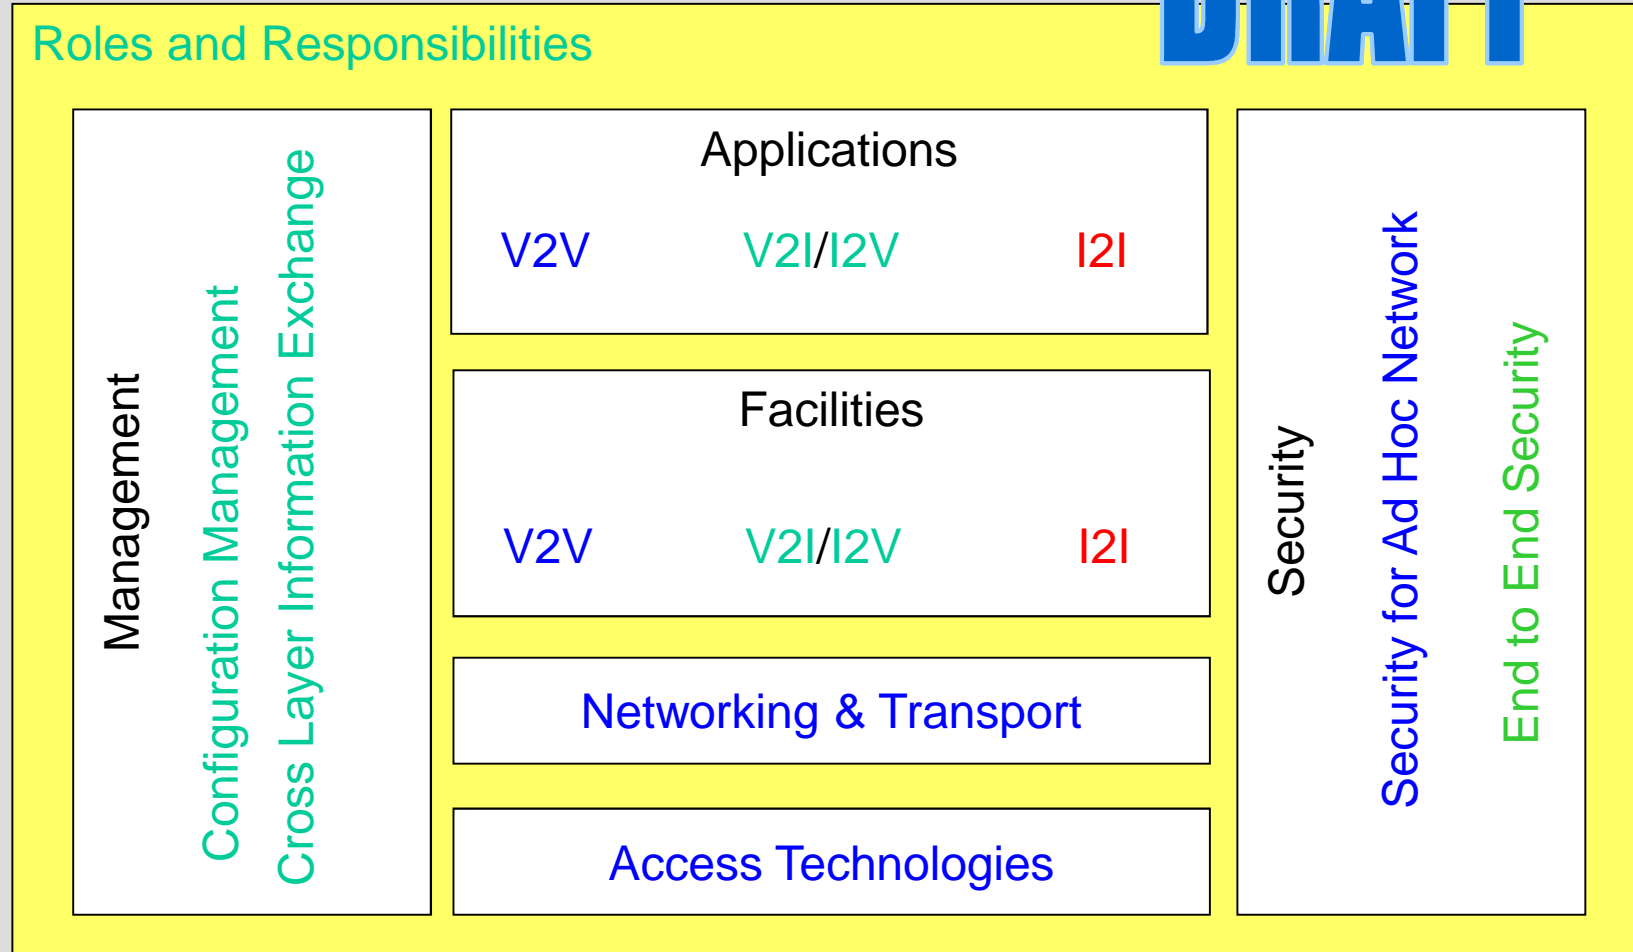 DRAFT
Roles and Responsibilities
Management
Configuration Management
Cross Layer Information Exchange
Applications
V2V V2I/I2V I2I
Facilities
V2V V2I/I2V I2I
Networking & Transport
Access Technologies
Security
Security for Ad Hoc Network
End to End Security